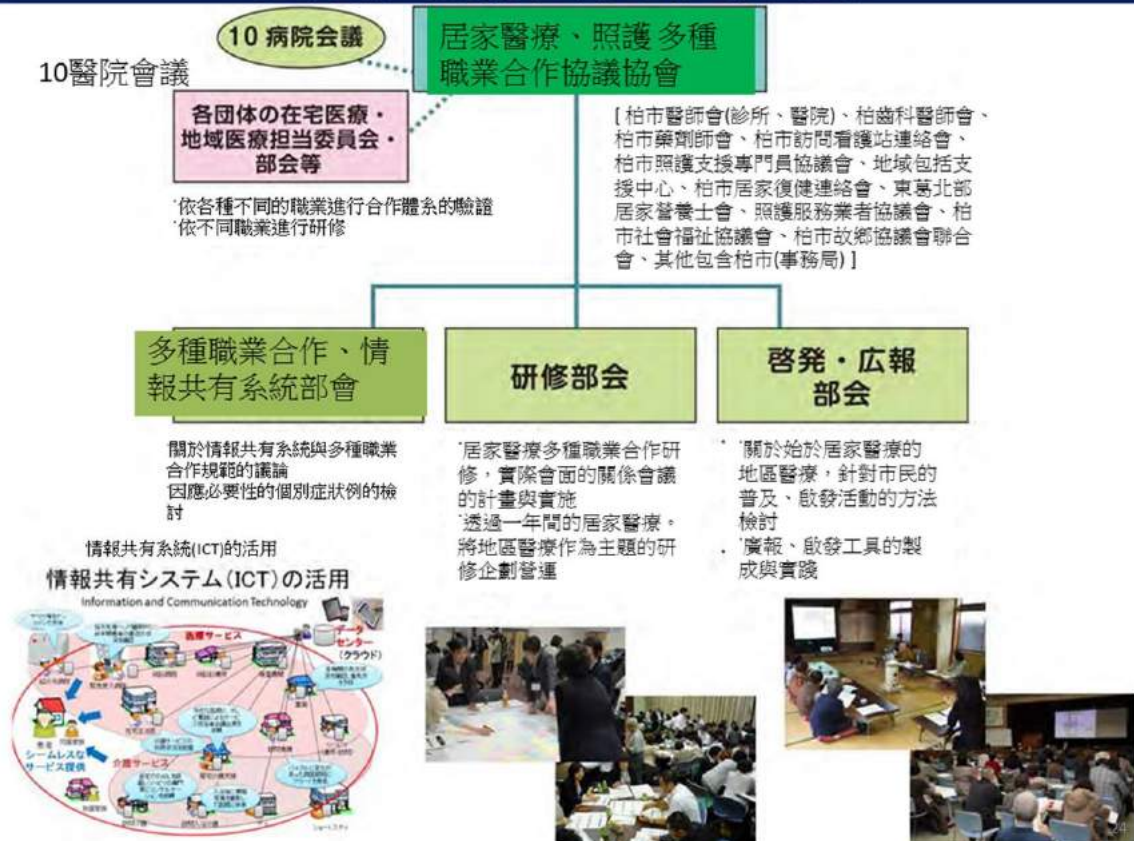 10 病院会議
居家醫療、照護 多種
職業合作協議協會
10醫院會議
各団体の在宅医療・
地域医療担当委員会・
部会等
[ 柏市醫師會(診所、醫院)、柏齒科醫師會、
柏市藥劑師會、柏市訪問看護站連絡會、
柏市照護支援專門員協議會、地域包括支
援中心、柏市居家復健連絡會、東葛北部
居家營養士會、照護服務業者協議會、柏
市社會福祉協議會、柏市故鄉協議會聯合
會、其他包含柏市(事務局) ]
˙依各種不同的職業進行合作體系的驗證
˙依不同職業進行研修
多種職業合作、情
報共有系統部會
研修部会
啓発・広報
部会
關於情報共有系統與多種職業
合作規範的議論
因應必要性的個別症狀例的檢
討
˙居家醫療多種職業合作研
修，實際會面的關係會議
的計畫與實施
˙透過一年間的居家醫療。
將地區醫療作為主題的研
修企劃營運
˙關於始於居家醫療的
地區醫療，針對市民的
普及、啟發活動的方法
檢討
˙廣報、啟發工具的製
成與實踐
情報共有系統(ICT)的活用
情報共有システム(ICT)の活用
Information and Communication Technology
医療サービス
データ
センター
(クラウド)
患者
シームレスな
サービス提供
介護サービス
24